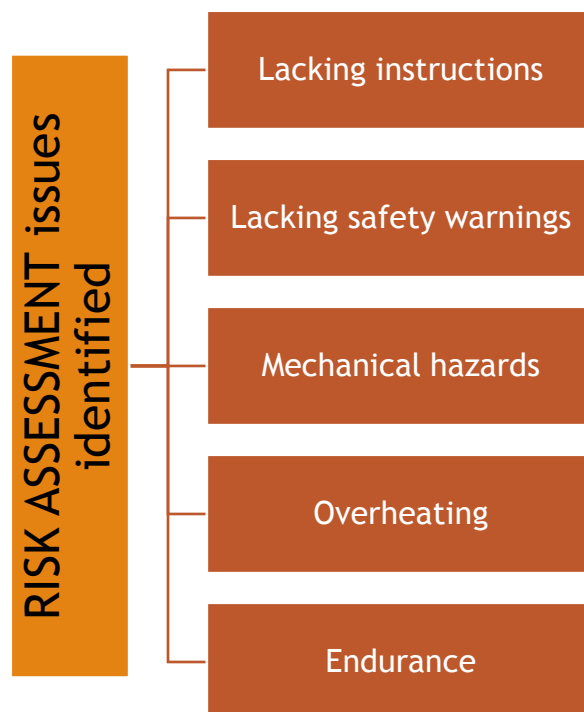 RISK ASSESSMENT issues
identified
Lacking instructions
Lacking safety warnings
Mechanical hazards
Overheating
Endurance